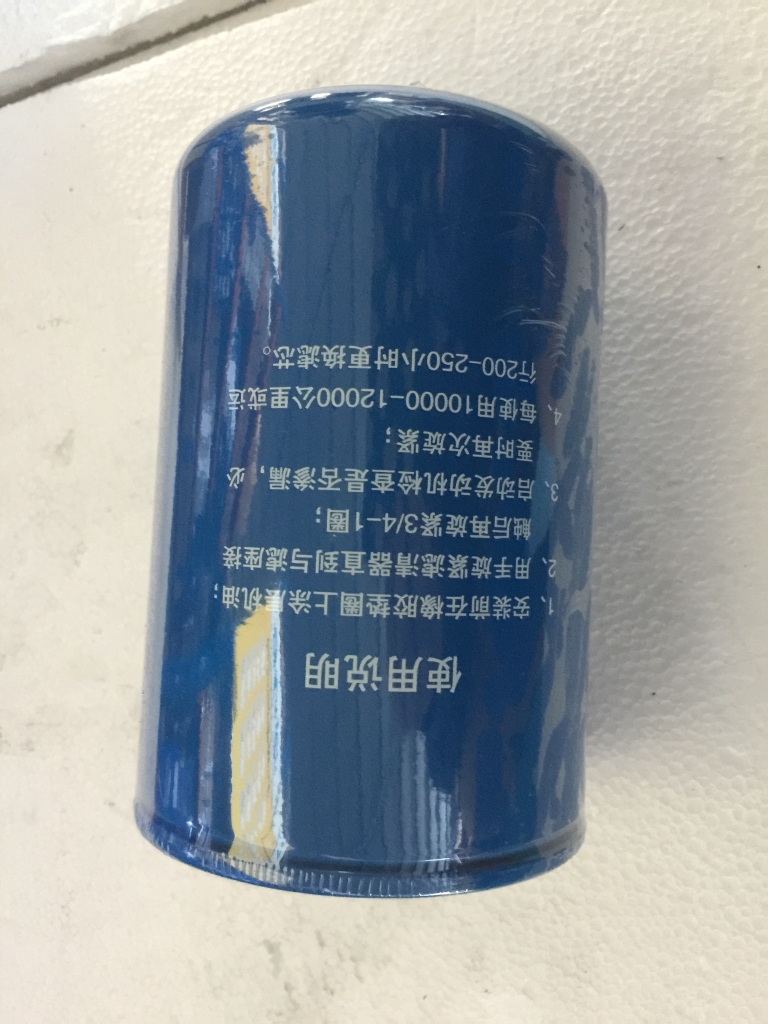 使用说明
1、安装前在橡胶垫圈上涂层机油；
2、用手旋紧滤清器直到与滤座接
触后再旋紧3/4-1圈；
3、启动发动机检查是否渗漏，必
要时再次旋紧；
4、每使用10000-12000公里或运
行200-250小时更换滤芯。